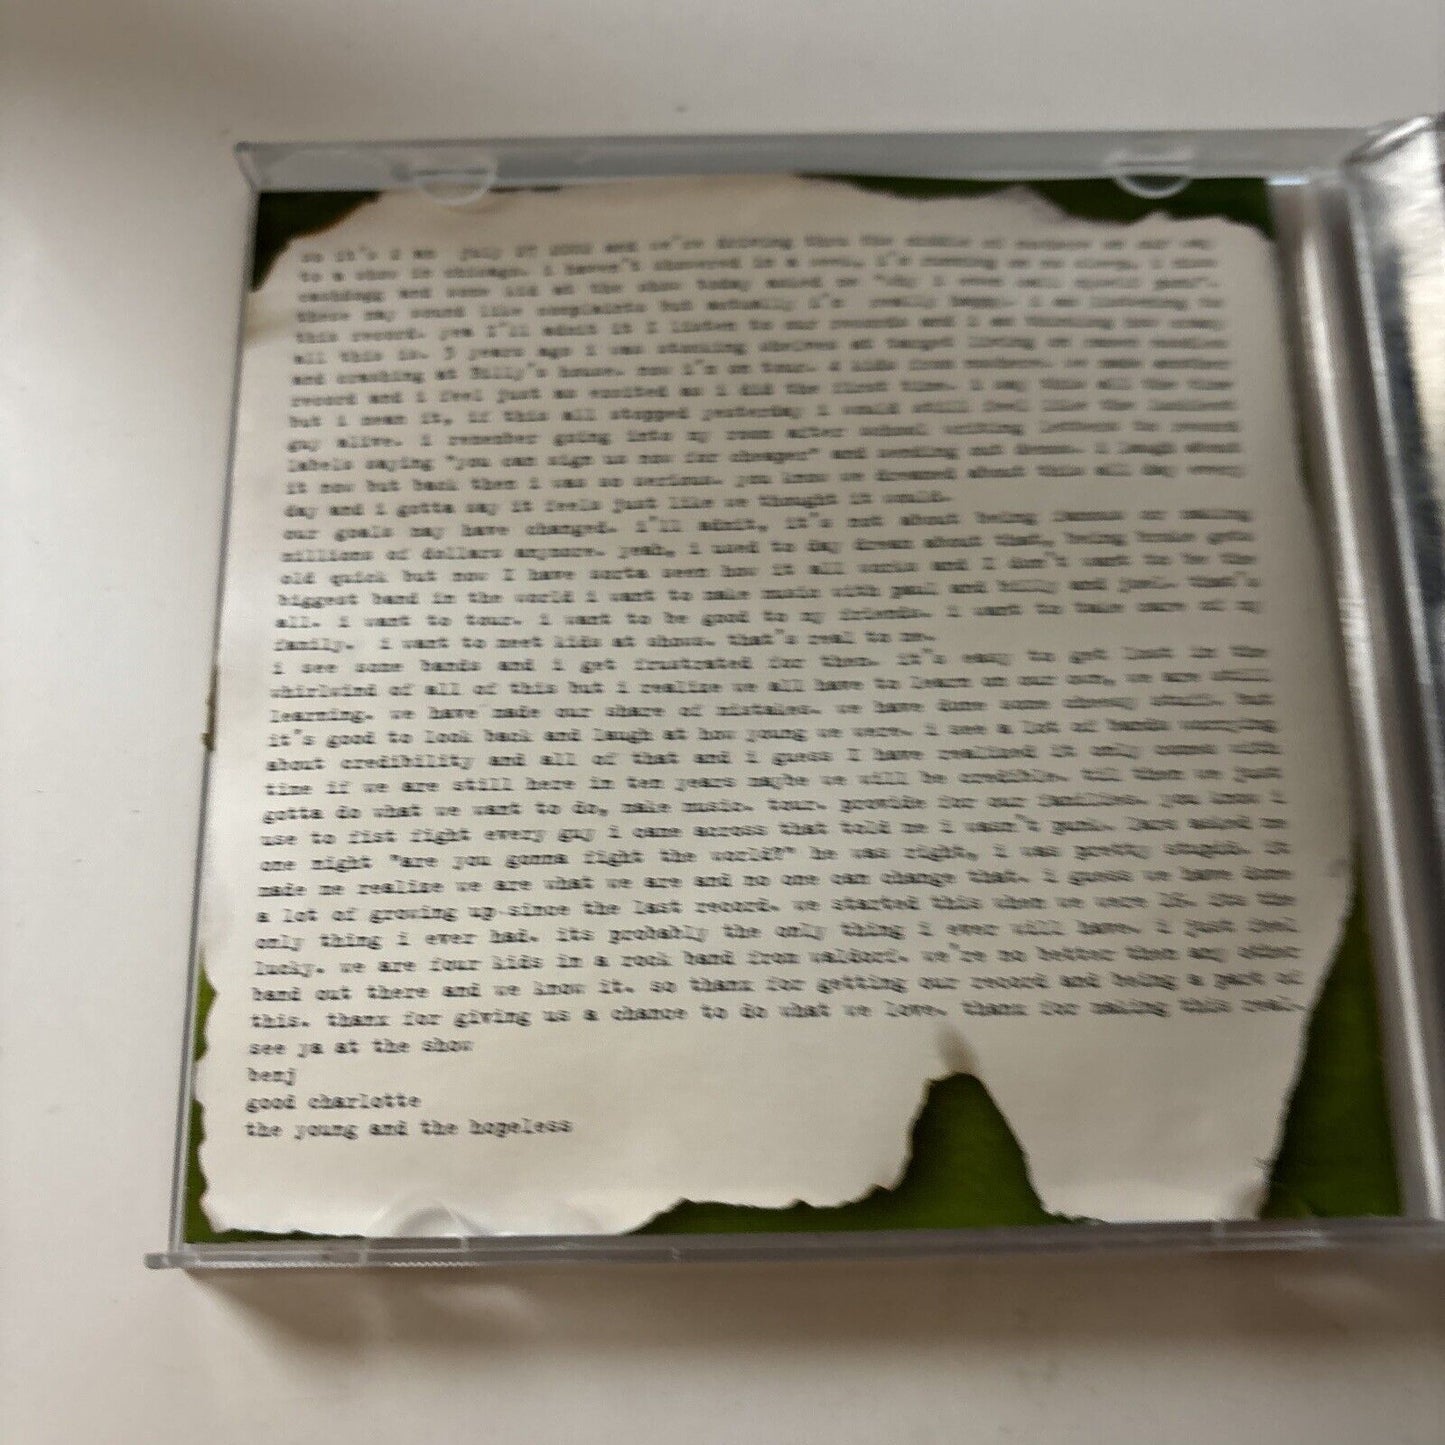 so it's 2 am july 27 2002 and we're driving thru the middle of nowhere on our way
to a show in chicago. i haven't showered in a week, i'm running on no sleep, i
and some kid at the show today asked me "why i even call myself punk".
these may sound like complaints but actually i'm really happy. i am listening to
this record. yea I'll admit it I listen to our records and i am thinking how crazy
all this is. 3 years ago i was stocking shelves at target living on ramen noodles
and crashing at Billy's house. now i'm on tour. 4 kids from nowhere. we made another
record and i feel just as excited as i did the first time. i say this all the time
but i mean it, if this all stopped yesterday i would still feel like the luckiest
guy alive. i remember going into my room after school writing letters to record
labels saying "you can sign us now for cheaper" and sending out demos. i laugh about
it now but back then i was so serious. you know we dreamed about this all day every
day and i gotta say it feels just like we thought it would.
our goals may have changed. i'll admit, it's not about being famous or making
millions of dollars anymore. yeah, i used to day dream about that, being broke gets
old quick but now I have sorta seen how it all works and I don't want to be the
biggest band in the world i want to make music with paul and billy and joel. that's
all. i want to tour. i want to be good to my friends. i want to take care of my
family. i want to meet kids at shows. that's real to me.
i see some bands and i get frustrated for them. it's easy to get lost in the
whirlwind of all of this but i realize we all have to learn on our own, we are still
learning. we have made our share of mistakes. we have done some cheesy stuff. but
it's good to look back and laugh at how young we were. i see a lot of bands worrying
about credibility and all of that and i guess I have realized it only comes with
time if we are still here in ten years maybe we will be credible. til then we just
gotta do what we want to do, make music. tour. provide for our families. you know i
use to fist fight every guy i came across that told me i wasn't punk. lars asked me
one night "are you gonna fight the world?" he was right, i was pretty stupid. it
made me realize we are what we are and no one can change that. i guess we have done
a lot of growing up since the last record. we started this when we were 16. its the
only thing i ever had. its probably the only thing i ever will have. i just feel
lucky. we are four kids in a rock band from waldorf. we're no better then any other
band out there and we know it. so thanx for getting our record and being a part of
this. thanx for giving us a chance to do what we love. thanx for making this real.
see ya at the show
benj
good charlotte
the young and the hopeless